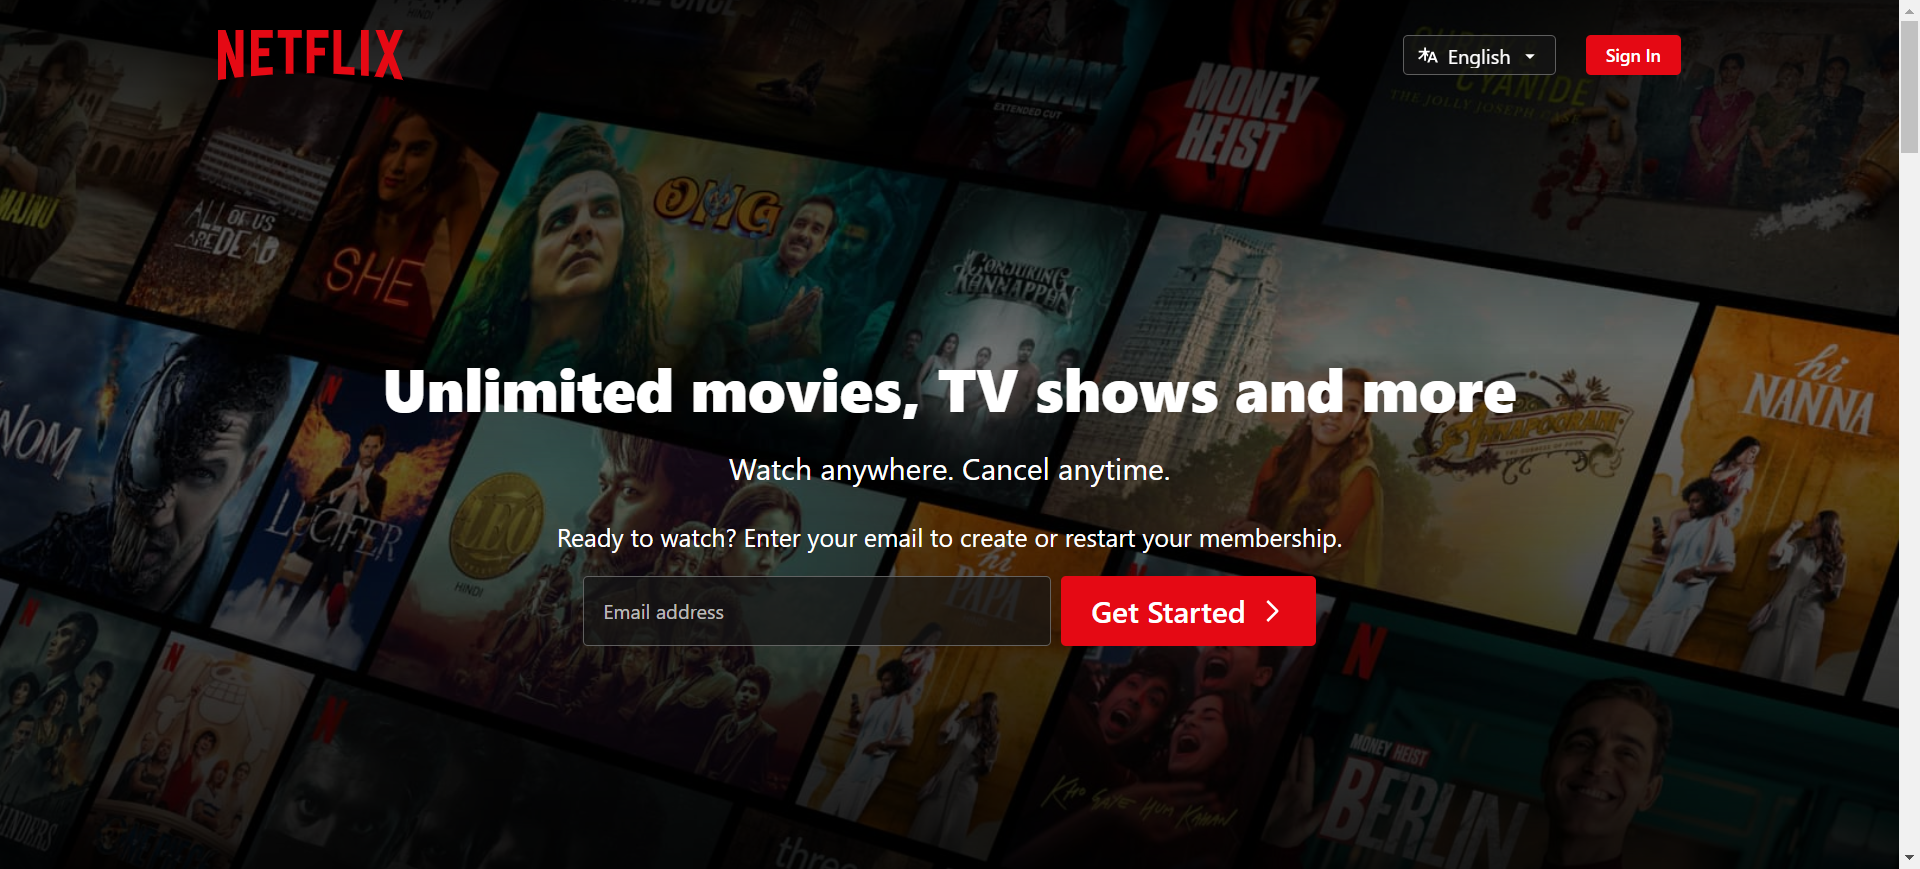 NETFLIX
English
Sign In
JAWAN
EXTENDED CUT
MONEY
HEIST
CYANIDE
THE JOLLY JOSEPH CASE
MAJNU
ALL OF US
ARE DEAD
SHE
OMG
CONJURING
KANNAPPAN
hi
NANNA
ANNAPOORANI
Unlimited movies, TV shows and more
Watch anywhere. Cancel anytime.
NOM
LUCIFER
LEO
HINDI
Ready to watch? Enter your email to create or restart your membership.
hi
PAPA
Email address
Get Started
MONEY HEIST
BERLIN
KHO GAYE HUM KAHAN
INDERS
three